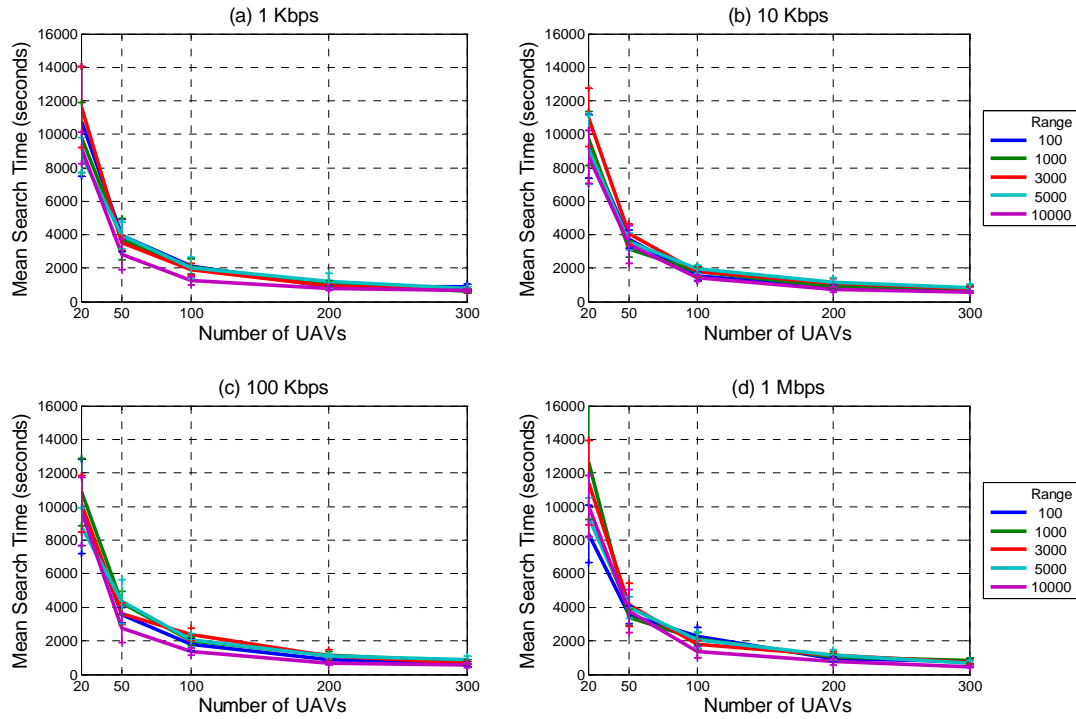 (a) 1 Kbps
16000
14000
12000
10000
8000
6000
4000
2000
0
20 50 100 200 300
Mean Search Time (seconds)
Number of UAVs
(b) 10 Kbps
16000
14000
12000
10000
8000
6000
4000
2000
0
20 50 100 200 300
Mean Search Time (seconds)
Number of UAVs
Range
100
1000
3000
5000
10000
(c) 100 Kbps
16000
14000
12000
10000
8000
6000
4000
2000
0
20 50 100 200 300
Mean Search Time (seconds)
Number of UAVs
(d) 1 Mbps
16000
14000
12000
10000
8000
6000
4000
2000
0
20 50 100 200 300
Mean Search Time (seconds)
Number of UAVs
Range
100
1000
3000
5000
10000